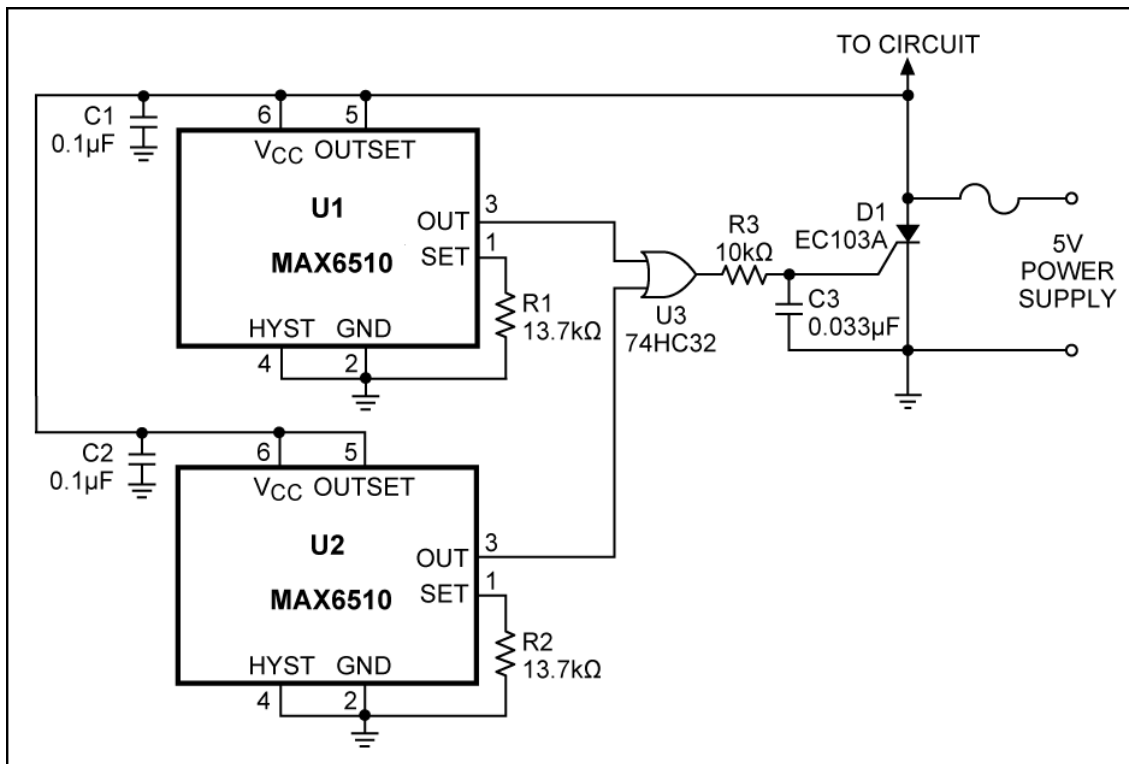 TO CIRCUIT
C1
0.1µF
6
5
VCC OUTSET
U1
MAX6510
OUT
3
SET
1
HYST
GND
4
2
R1
13.7kΩ
U3
74HC32
R3
10kΩ
C3
0.033µF
D1
EC103A
5V
POWER
SUPPLY
C2
0.1µF
6
5
VCC OUTSET
U2
MAX6510
OUT
3
SET
1
HYST
GND
4
2
R2
13.7kΩ